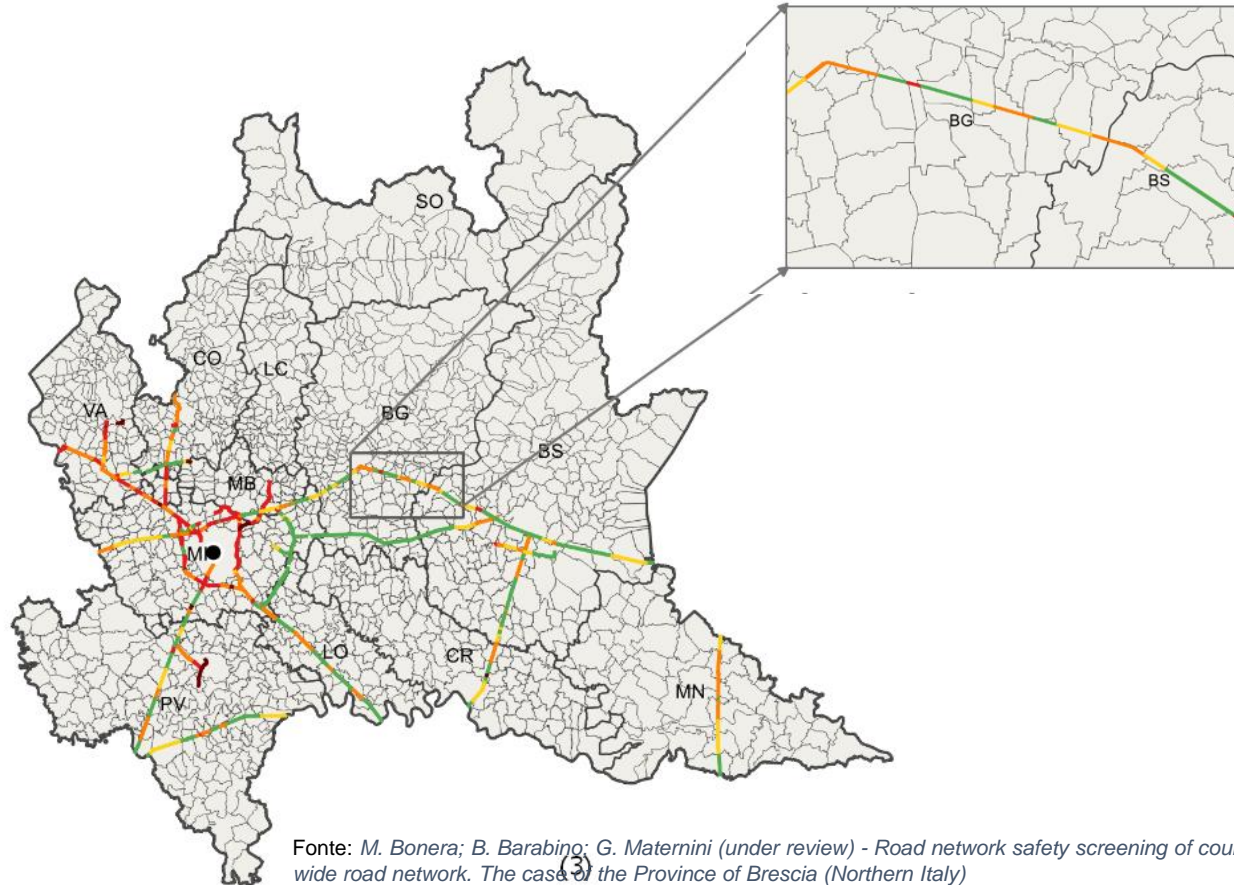 BG
BS
SO
CO
LC
VA
BG
BS
MB
MI
LO
CR
MN
PV
Fonte: M. Bonera; B. Barabino; G. Maternini (under review) - Road network safety screening of cou
wide road network. The case of the Province of Brescia (Northern Italy)
(3)